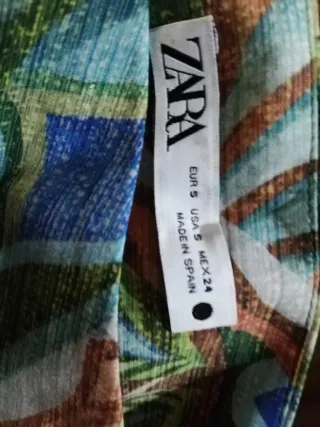 ZARA
EUR S USA S MEX 24
MADE IN SPAIN